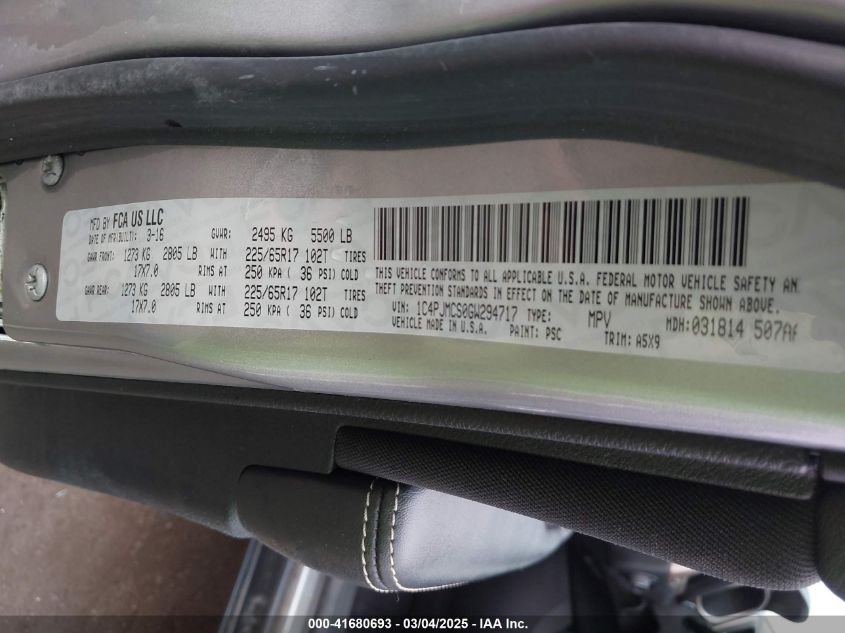 MFD BY FCA US LLC
DATE OF MFR(BUILT): 3-16 GVWR: 2495 KG 5500 LB
GAWR FRONT: 1273 KG 2805 LB WITH 225/65R17 102T TIRES
17X7.0 RIMS AT 250 KPA ( 36 PSI) COLD
GAWR REAR: 1273 KG 2805 LB WITH 225/65R17 102T TIRES
17X7.0 RIMS AT 250 KPA ( 36 PSI) COLD
THIS VEHICLE CONFORMS TO ALL APPLICABLE U.S.A. FEDERAL MOTOR VEHICLE SAFETY AN
THEFT PREVENTION STANDARDS IN EFFECT ON THE DATE OF MANUFACTURE SHOWN ABOVE.
VIN: 1C4PJMCS0GW294717 TYPE: MPV MDH:031814 507
VEHICLE MADE IN U.S.A. PAINT: PSC TRIM: A5X9
000-41680693 - 03/04/2025 - IAA Inc.